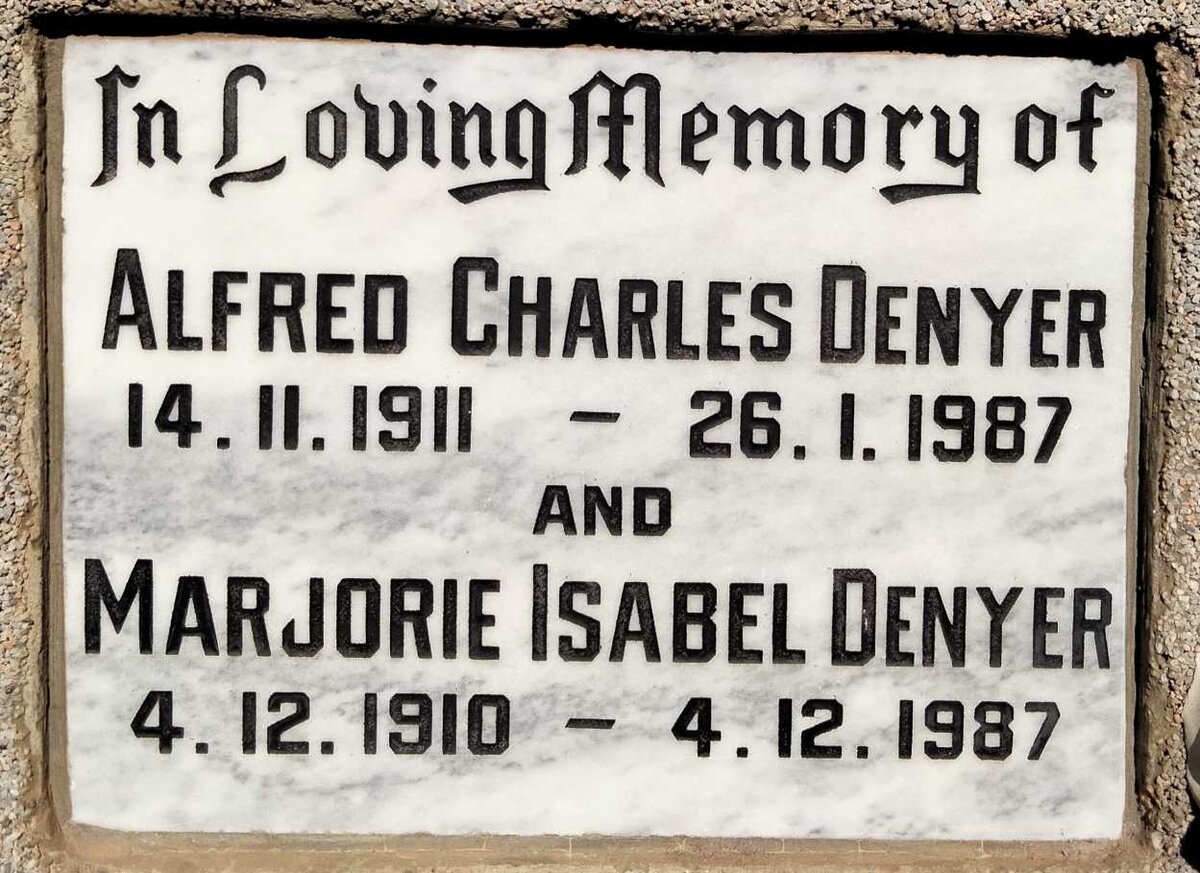 In Loving Memory of
ALFRED CHARLES DENYER
14.11.1911 – 26.1.1987
AND
MARJORIE ISABEL DENYER
4.12.1910 – 4.12.1987